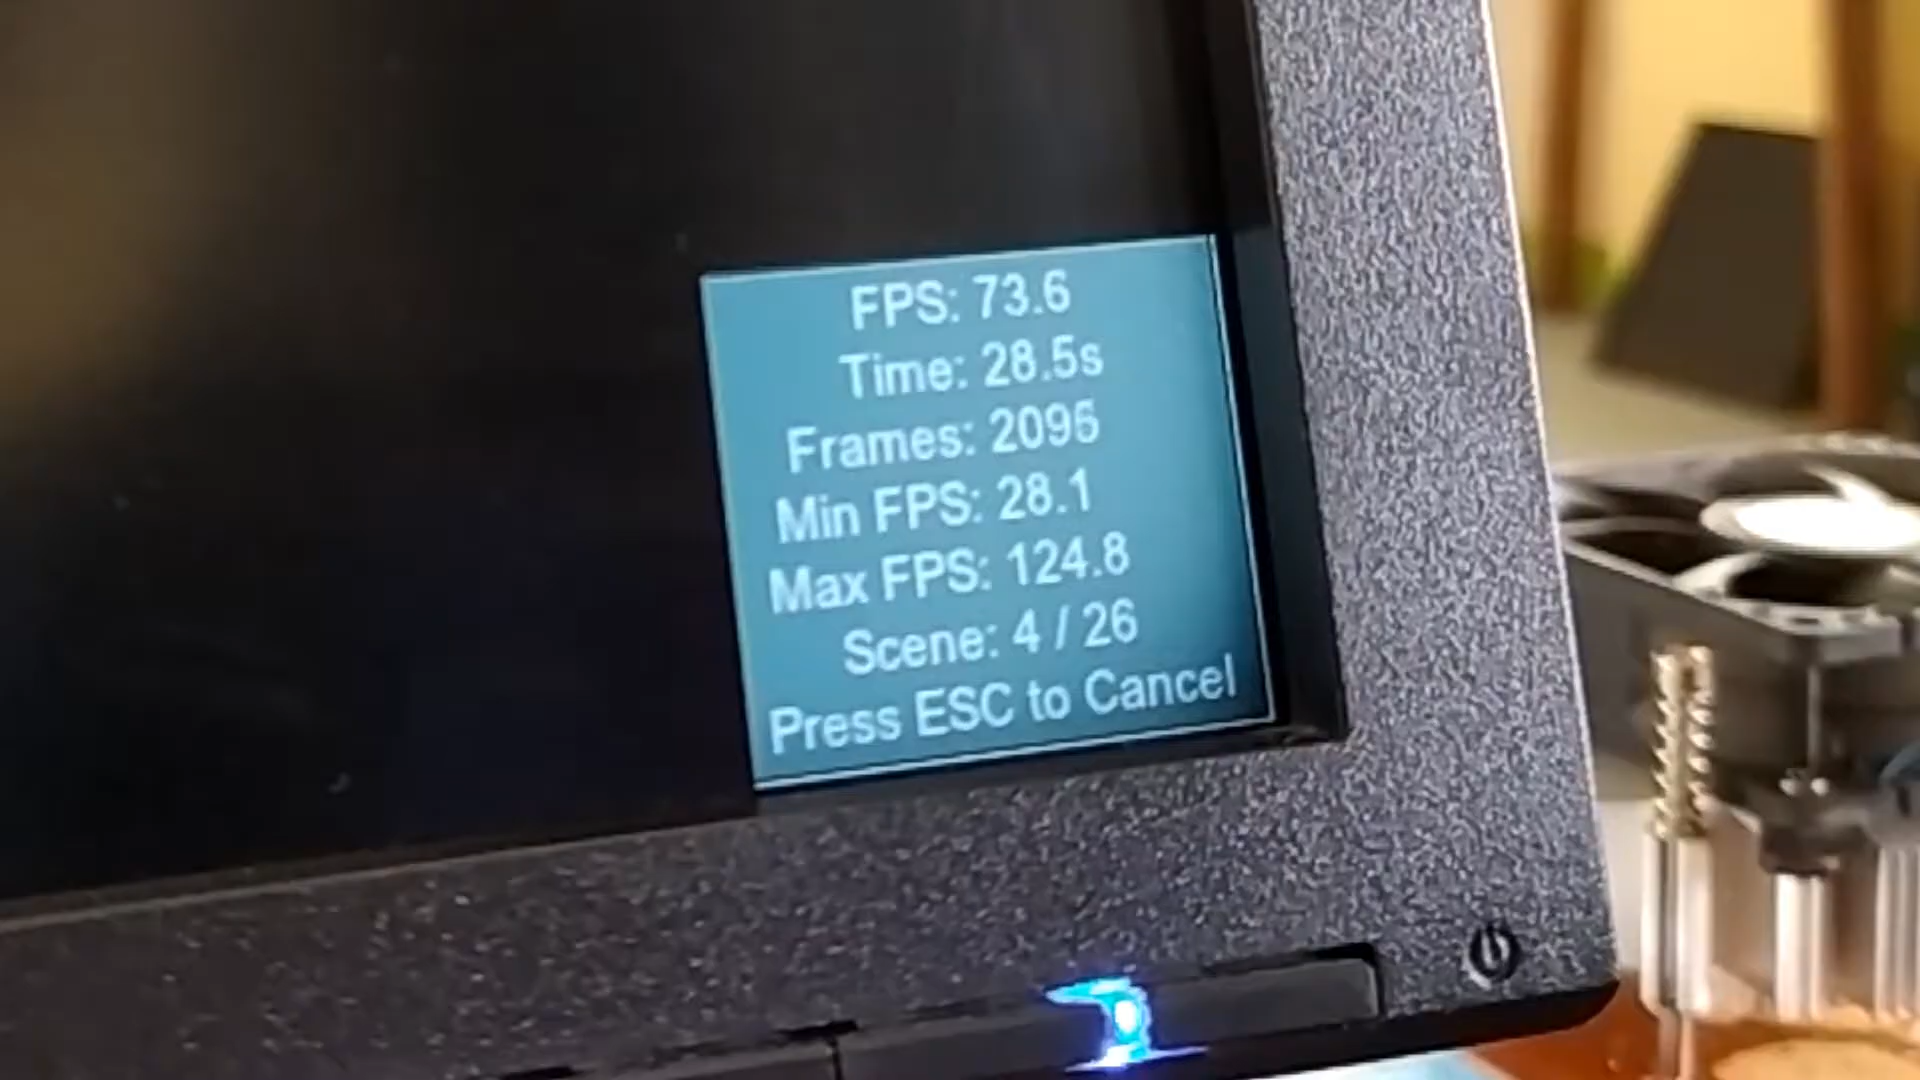 FPS: 73.6
Time: 28.5s
Frames: 2096
Min FPS: 28.1
Max FPS: 124.8
Scene: 4 / 26
Press ESC to Cancel